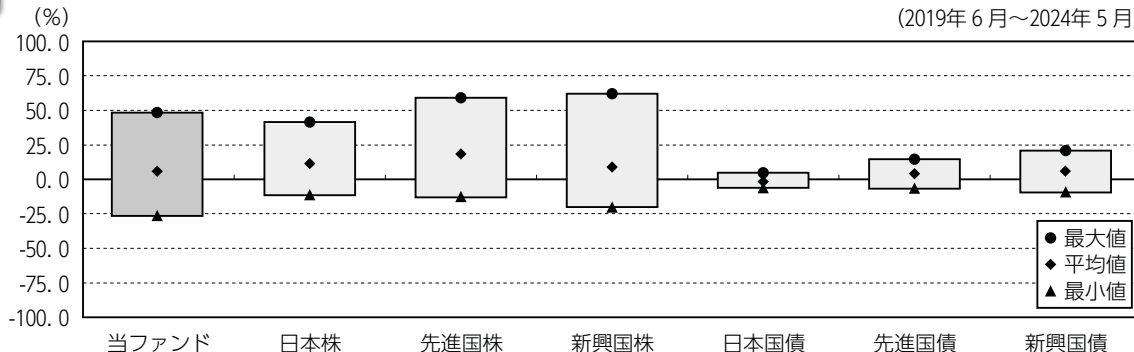 (%)
(2019年6月～2024年5月)
100.0
75.0
50.0
25.0
0.0
-25.0
-50.0
-75.0
-100.0
● 最大値
◆ 平均値
▲ 最小値
当ファンド 日本株 先進国株 新興国株 日本国債 先進国債 新興国債